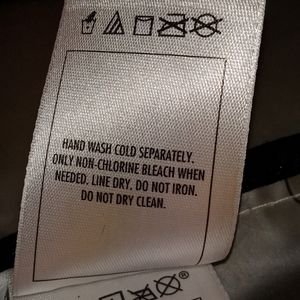 HAND WASH COLD SEPARATELY.
ONLY NON-CHLORINE BLEACH WHEN
NEEDED. LINE DRY. DO NOT IRON.
DO NOT DRY CLEAN.
®